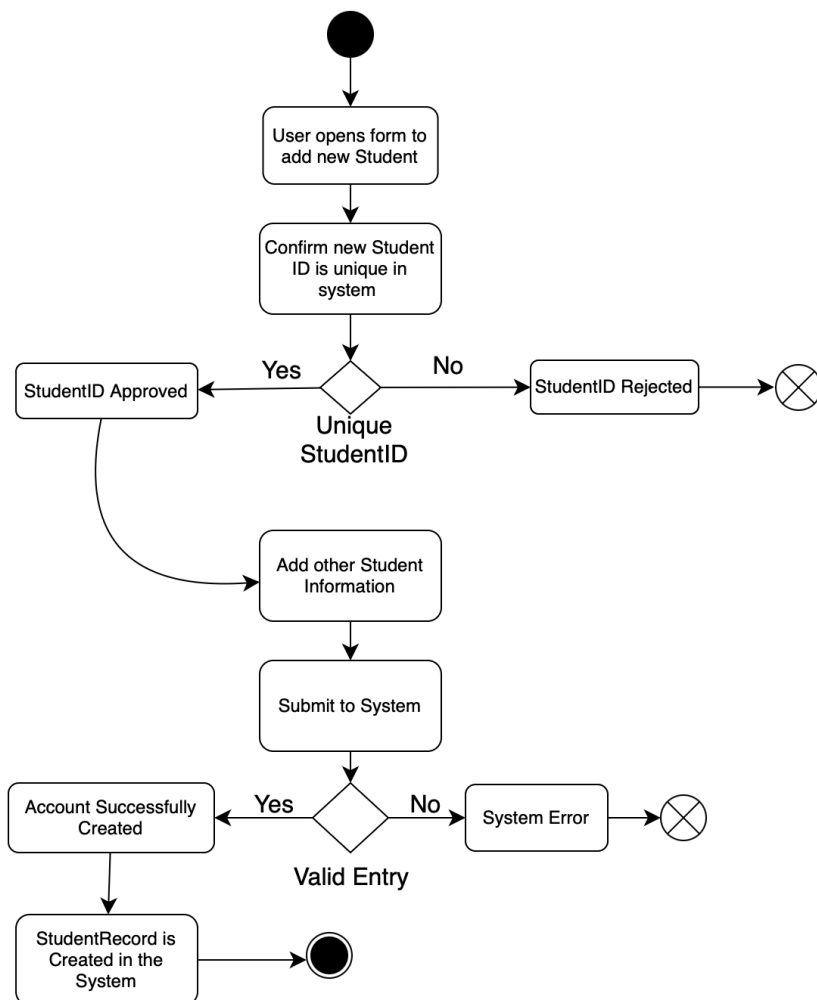 User opens form to
add new Student
Confirm new Student
ID is unique in
system
Yes
No
StudentID Approved
StudentID Rejected
Unique
StudentID
Add other Student
Information
Submit to System
Yes
No
Account Successfully
Created
System Error
Valid Entry
StudentRecord is
Created in the
System